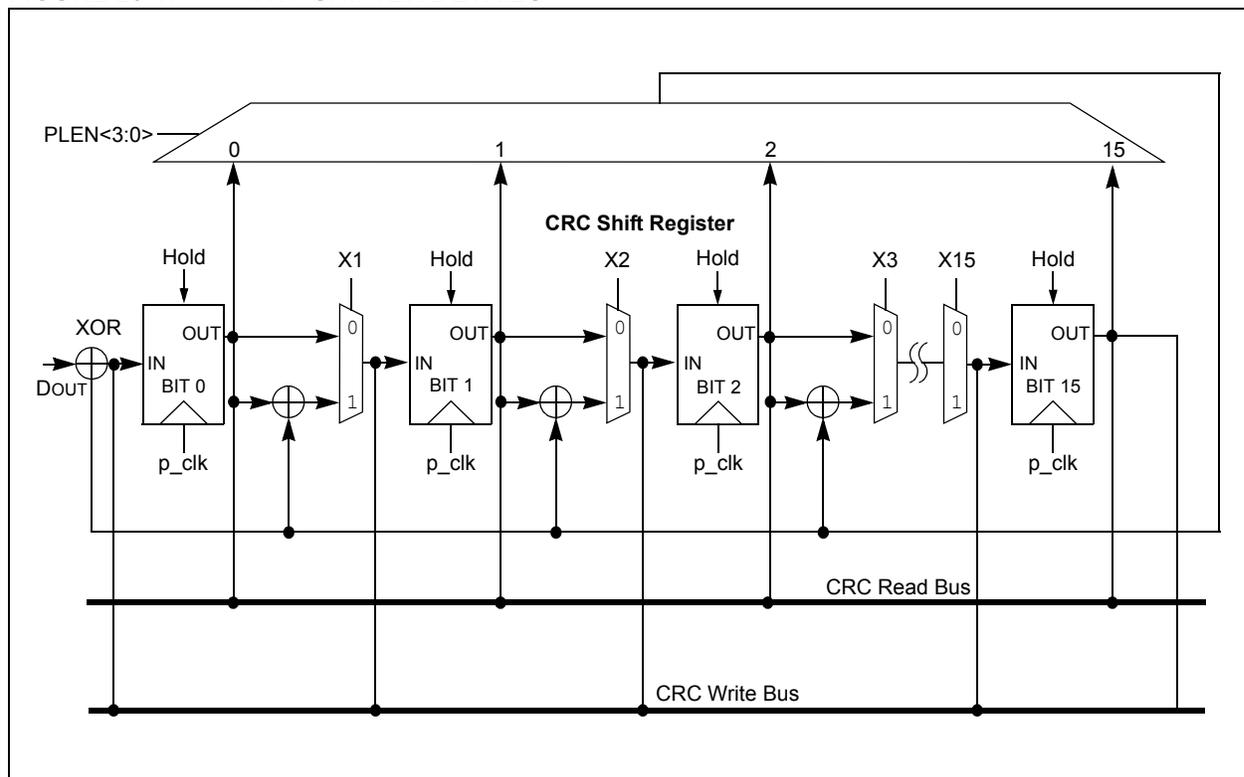 PLEN<3:0>
0 1 2 15
CRC Shift Register
Hold X1 Hold X2 Hold X3 X15 Hold
XOR
OUT 0 OUT 0 OUT 0 0 OUT
IN IN IN IN
DOUT BIT 0 1 BIT 1 1 BIT 2 1 1 BIT 15
p_clk p_clk p_clk p_clk
CRC Read Bus
CRC Write Bus